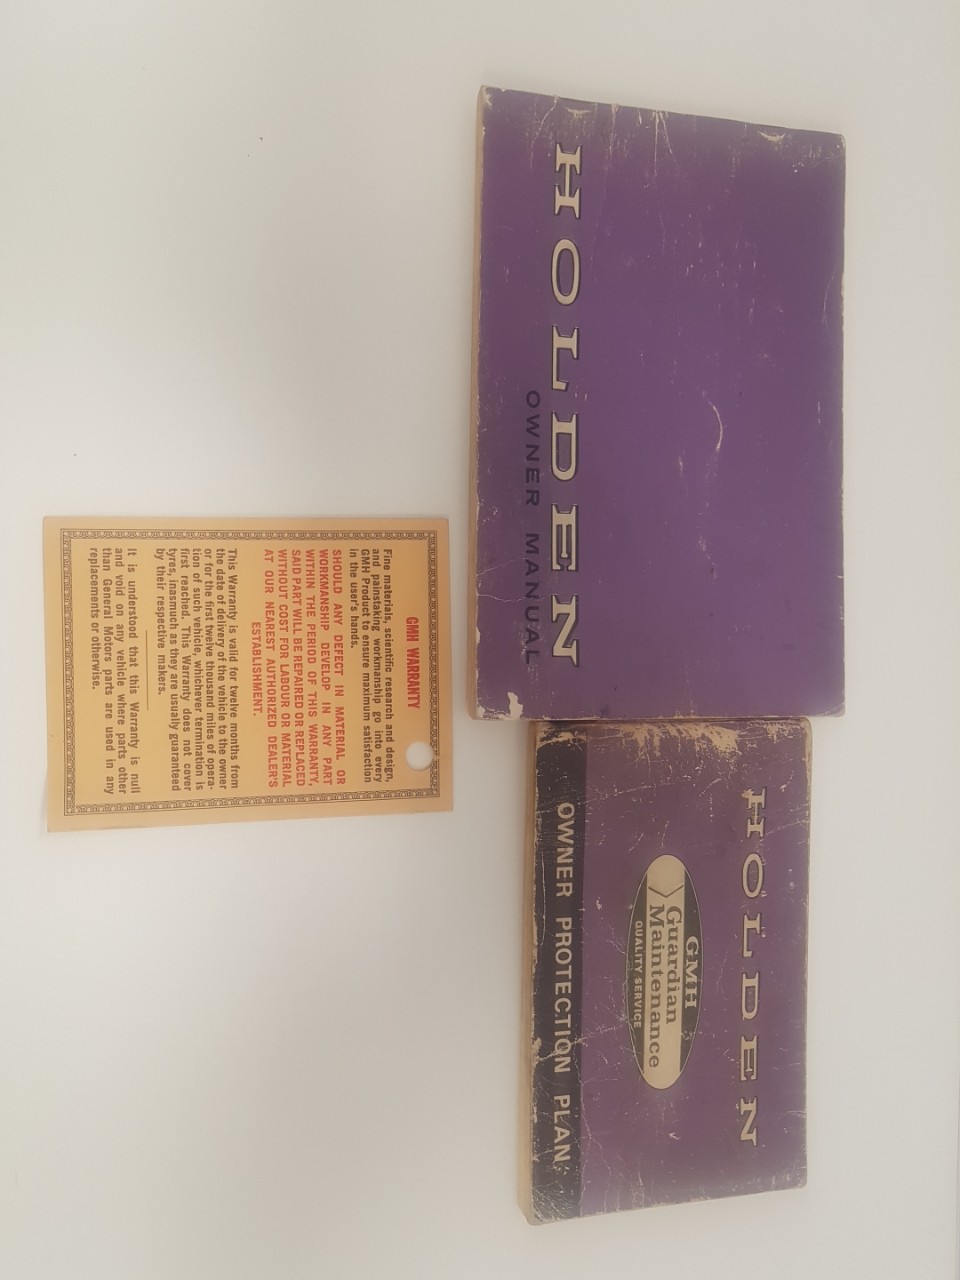 HOLDEN
OWNER MANUAL
HOLDEN
GMH
Guardian
Maintenance
QUALITY SERVICE
OWNER PROTECTION PLAN
GMH WARRANTY
Fine materials, scientific research and design,
and painstaking workmanship go into every
GMH Product to ensure maximum satisfaction
in the user's hands.
SHOULD ANY DEFECT IN MATERIAL OR
WORKMANSHIP DEVELOP IN ANY PART
WITHIN THE PERIOD OF THIS WARRANTY,
SAID PART WILL BE REPAIRED OR REPLACED
WITHOUT COST FOR LABOUR OR MATERIAL
AT OUR NEAREST AUTHORIZED DEALER'S
ESTABLISHMENT.
This Warranty is valid for twelve months from
the date of delivery of the vehicle to the owner
or for the first twelve thousand miles of opera-
tion of such vehicle, whichever termination is
first reached. This Warranty does not cover
tyres, inasmuch as they are usually guaranteed
by their respective makers.
It is understood that this Warranty is null
and void on any vehicle where parts other
than General Motors parts are used in any
replacements or otherwise.